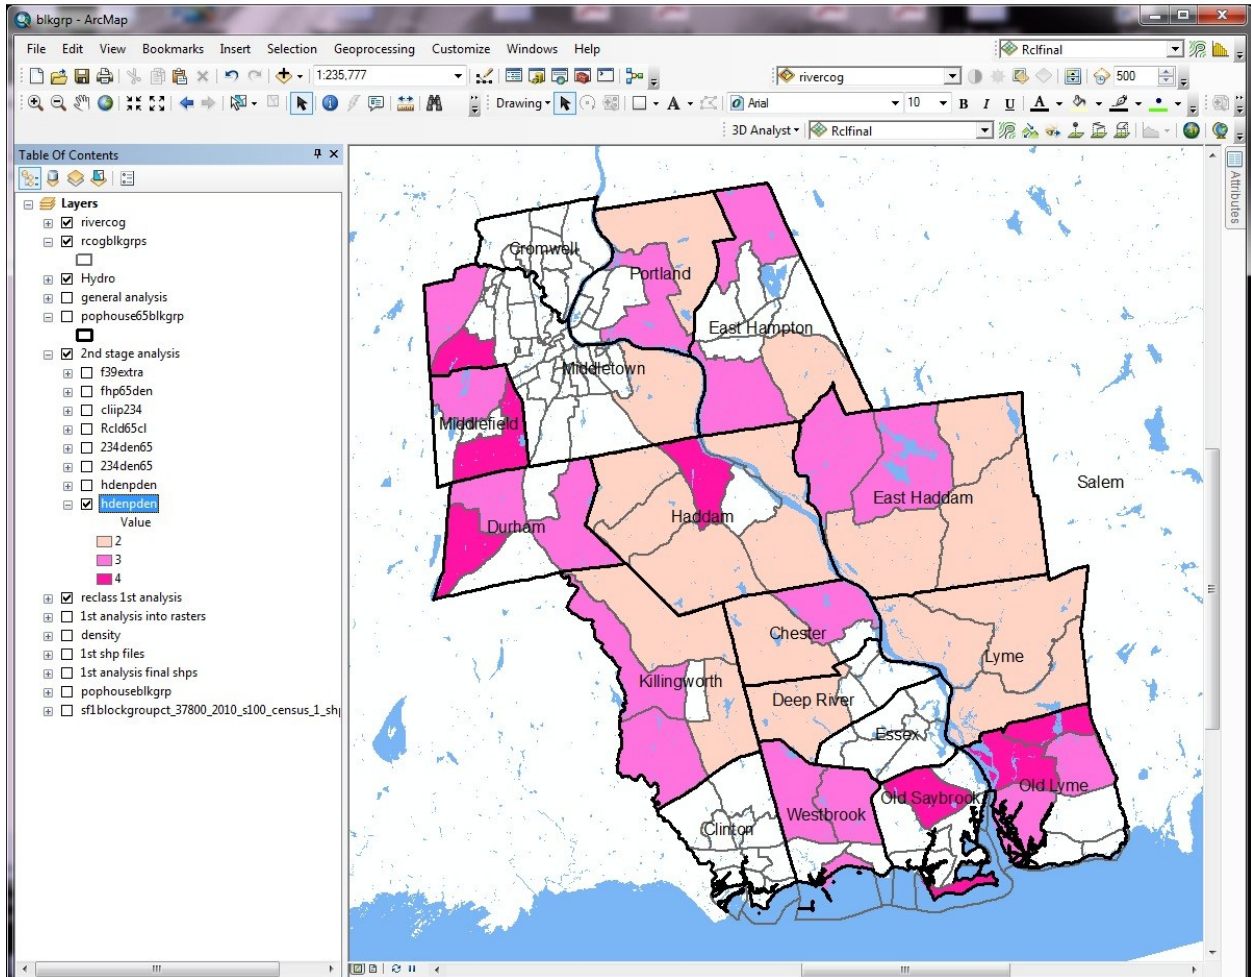 blkgrp - ArcMap
File Edit View Bookmarks Insert Selection Geoprocessing Customize Windows Help
Rclfinal
1:235,777
rivercog
500
Drawing
Arial
10
B I U A
3D Analyst
Rclfinal
Table Of Contents
Layers
rivercog
rcogblkgrps
Hydro
general analysis
pophouse65blkgrp
2nd stage analysis
f39extra
fhp65den
cliip234
Rcld65cl
234den65
234den65
hdenpden
hdenpden
Value
2
3
4
reclass 1st analysis
1st analysis into rasters
density
1st shp files
1st analysis final shps
pophouseblkgrp
sf1blockgroupct_37800_2010_s100_census_1_shp
Cromwell
Portland
East Hampton
Middletown
Middlefield
Salem
East Haddam
Haddam
Durham
Chester
Lyme
Killingworth
Deep River
Essex
Old Lyme
Old Saybrook
Westbrook
Clinton
Attributes